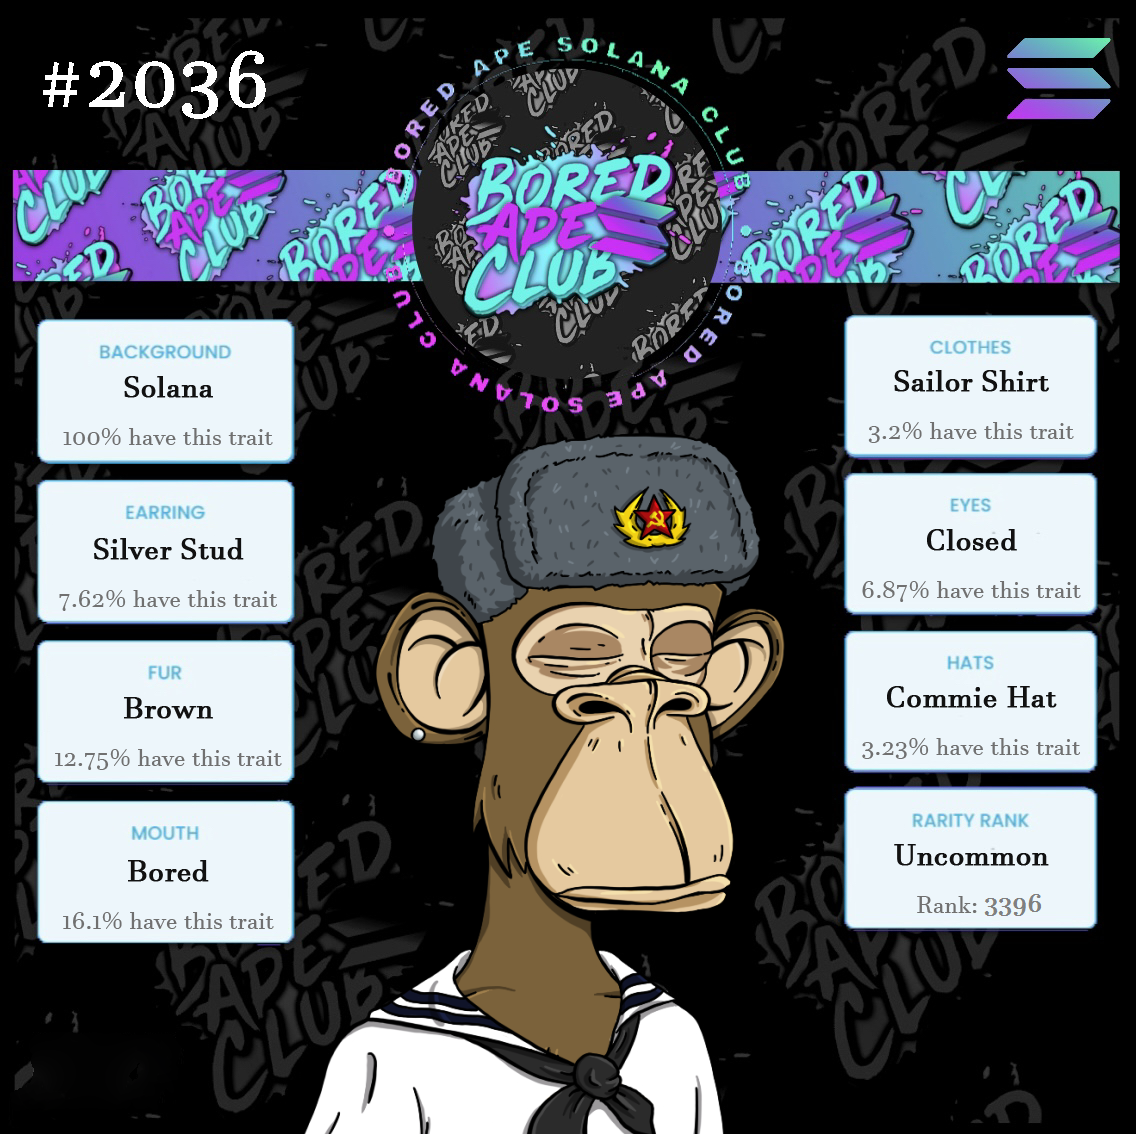 #2036
BORED APE SOLANA CLUB
BORED APE SOLANA CLUB
BORED
APE
CLUB
BACKGROUND
Solana
100% have this trait
EARRING
Silver Stud
7.62% have this trait
FUR
Brown
12.75% have this trait
MOUTH
Bored
16.1% have this trait
CLOTHES
Sailor Shirt
3.2% have this trait
EYES
Closed
6.87% have this trait
HATS
Commie Hat
3.23% have this trait
RARITY RANK
Uncommon
Rank: 3396